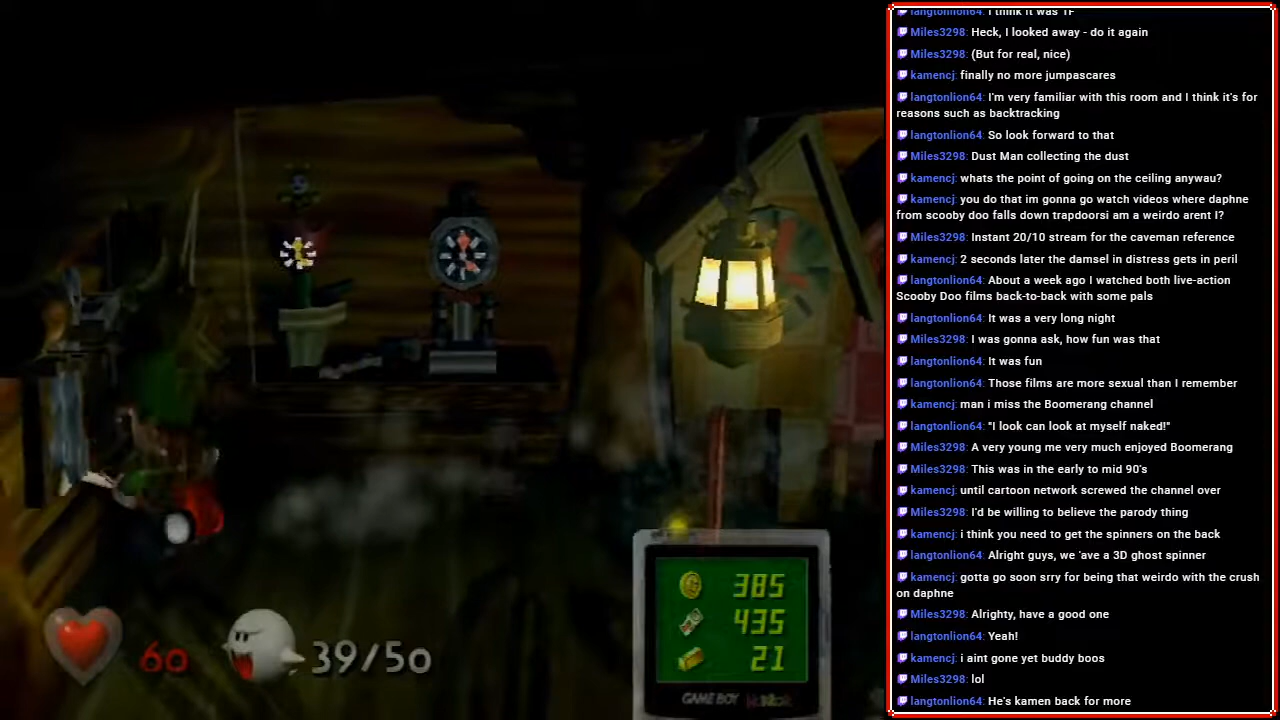 60
39/50
385
435
21
GAME BOY HORROR
langtonlion64: I think it was TF
Miles3298: Heck, I looked away - do it again
Miles3298: (But for real, nice)
kamencj: finally no more jumpascares
langtonlion64: I'm very familiar with this room and I think it's for
reasons such as backtracking
langtonlion64: So look forward to that
Miles3298: Dust Man collecting the dust
kamencj: whats the point of going on the ceiling anywau?
kamencj: you do that im gonna go watch videos where daphne
from scooby doo falls down trapdoorsi am a weirdo arent I?
Miles3298: Instant 20/10 stream for the caveman reference
kamencj: 2 seconds later the damsel in distress gets in peril
langtonlion64: About a week ago I watched both live-action
Scooby Doo films back-to-back with some pals
langtonlion64: It was a very long night
Miles3298: I was gonna ask, how fun was that
langtonlion64: It was fun
langtonlion64: Those films are more sexual than I remember
kamencj: man i miss the Boomerang channel
langtonlion64: "I look can look at myself naked!"
Miles3298: A very young me very much enjoyed Boomerang
Miles3298: This was in the early to mid 90's
kamencj: until cartoon network screwed the channel over
Miles3298: I'd be willing to believe the parody thing
kamencj: i think you need to get the spinners on the back
langtonlion64: Alright guys, we 'ave a 3D ghost spinner
kamencj: gotta go soon srry for being that weirdo with the crush
on daphne
Miles3298: Alrighty, have a good one
langtonlion64: Yeah!
kamencj: i aint gone yet buddy boos
Miles3298: lol
langtonlion64: He's kamen back for more